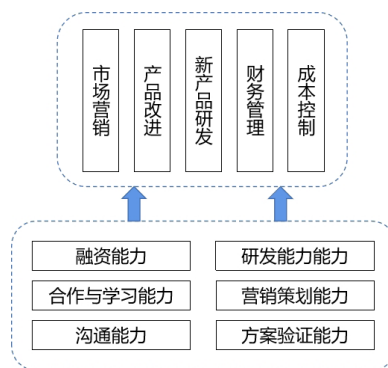 市场营销
产品改进
新产品研发
财务管理
成本控制
融资能力
研发能力能力
合作与学习能力
营销策划能力
沟通能力
方案验证能力